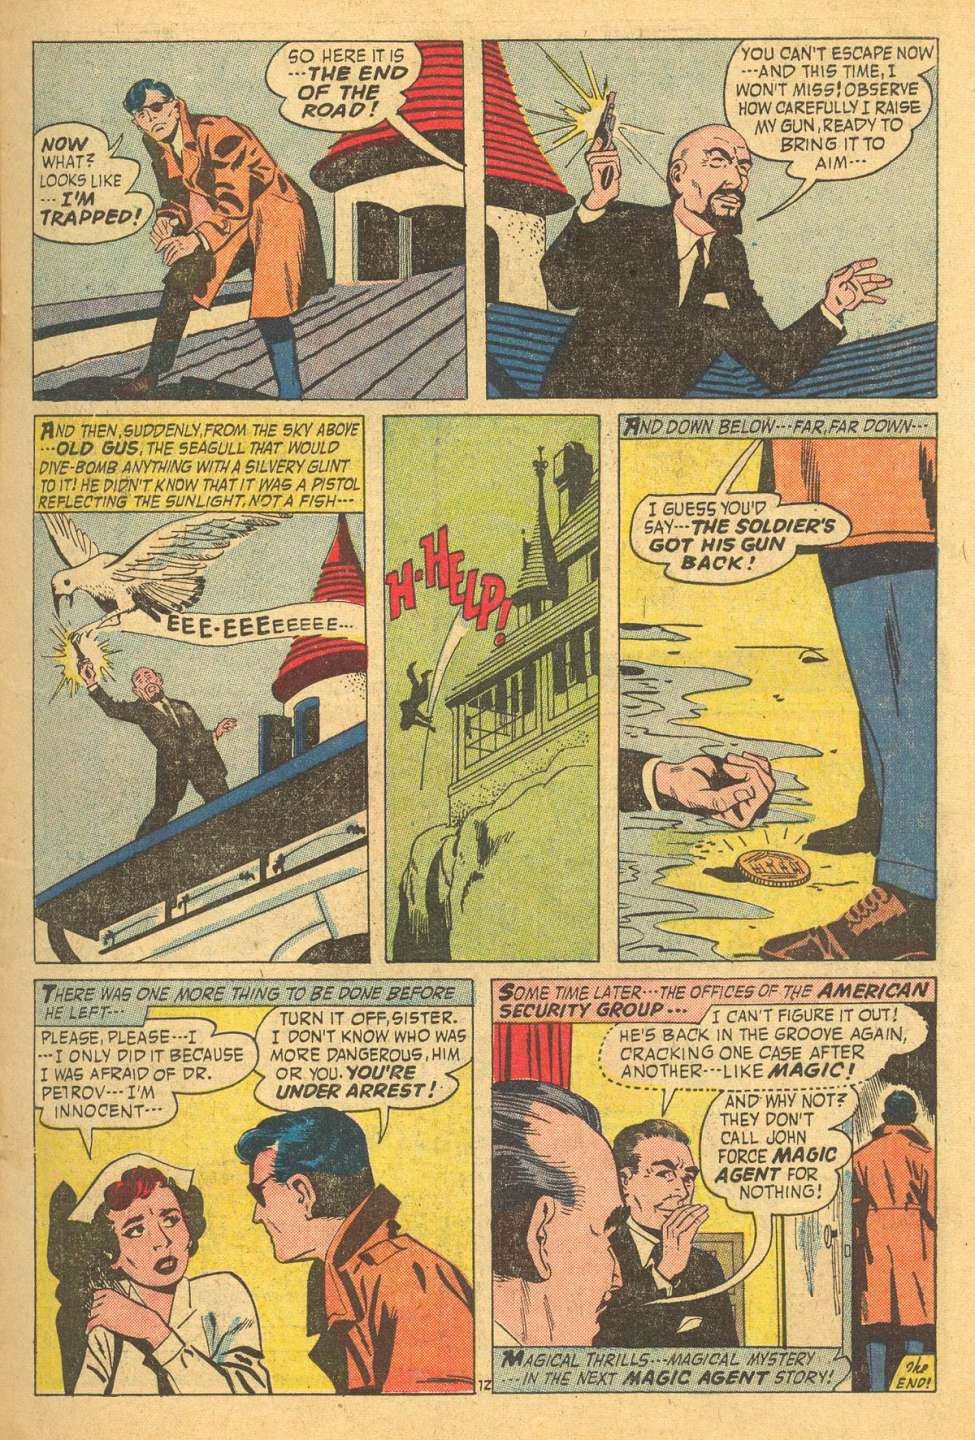 NOW
WHAT?
LOOKS LIKE
--- I'M
TRAPPED!
SO HERE IT IS
---THE END
OF THE
ROAD!
YOU CAN'T ESCAPE NOW
---AND THIS TIME, I
WON'T MISS! OBSERVE
HOW CAREFULLY I RAISE
MY GUN, READY TO
BRING IT TO
AIM---
AND THEN, SUDDENLY, FROM THE SKY ABOVE
---OLD GUS, THE SEAGULL THAT WOULD
DIVE-BOMB ANYTHING WITH A SILVERY GLINT
TO IT! HE DIDN'T KNOW THAT IT WAS A PISTOL
REFLECTING THE SUNLIGHT, NOT A FISH---
EEE-EEEEEEEE---
H-HELP!
AND DOWN BELOW---FAR, FAR DOWN---
I GUESS YOU'D
SAY---THE SOLDIER'S
GOT HIS GUN
BACK!
THERE WAS ONE MORE THING TO BE DONE BEFORE
HE LEFT---
PLEASE, PLEASE---I
---I ONLY DID IT BECAUSE
I WAS AFRAID OF DR.
PETROV---I'M
INNOCENT---
TURN IT OFF, SISTER.
I DON'T KNOW WHO WAS
MORE DANGEROUS, HIM
OR YOU. YOU'RE
UNDER ARREST!
SOME TIME LATER---THE OFFICES OF THE AMERICAN
SECURITY GROUP---
I CAN'T FIGURE IT OUT!
HE'S BACK IN THE GROOVE AGAIN,
CRACKING ONE CASE AFTER
ANOTHER---LIKE MAGIC!
AND WHY NOT?
THEY DON'T
CALL JOHN
FORCE MAGIC
AGENT FOR
NOTHING!
MAGICAL THRILLS---MAGICAL MYSTERY
---IN THE NEXT MAGIC AGENT STORY!
The
END!
12